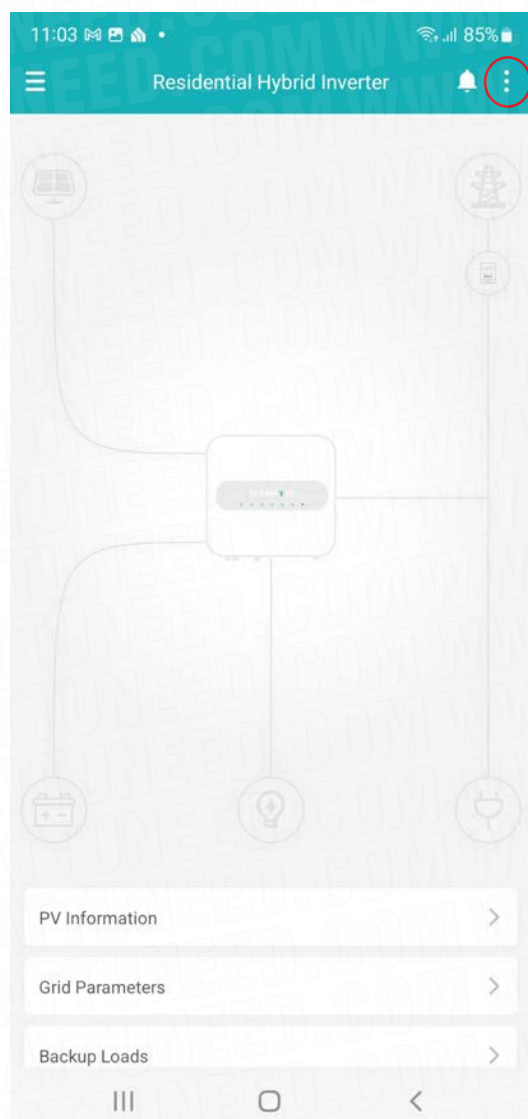 11:03
85%
Residential Hybrid Inverter
PV Information
Grid Parameters
Backup Loads